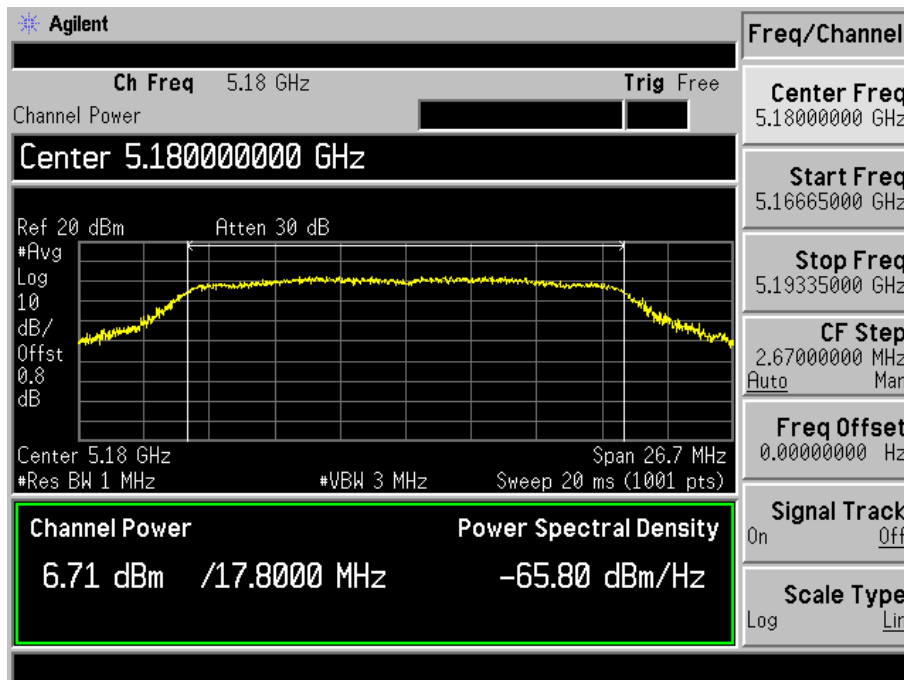 Agilent
Freq/Channel
Ch Freq 5.18 GHz Trig Free
Channel Power
Center 5.180000000 GHz
Ref 20 dBm Atten 30 dB
#Avg
Log
10
dB/
Offst
0.8
dB
Center 5.18 GHz Span 26.7 MHz
#Res BW 1 MHz #VBW 3 MHz Sweep 20 ms (1001 pts)
Channel Power Power Spectral Density
6.71 dBm /17.8000 MHz -65.80 dBm/Hz
Center Freq
5.18000000 GHz
Start Freq
5.16665000 GHz
Stop Freq
5.19335000 GHz
CF Step
2.67000000 MHz
Auto Man
Freq Offset
0.00000000 Hz
Signal Track
On Off
Scale Type
Log Lin